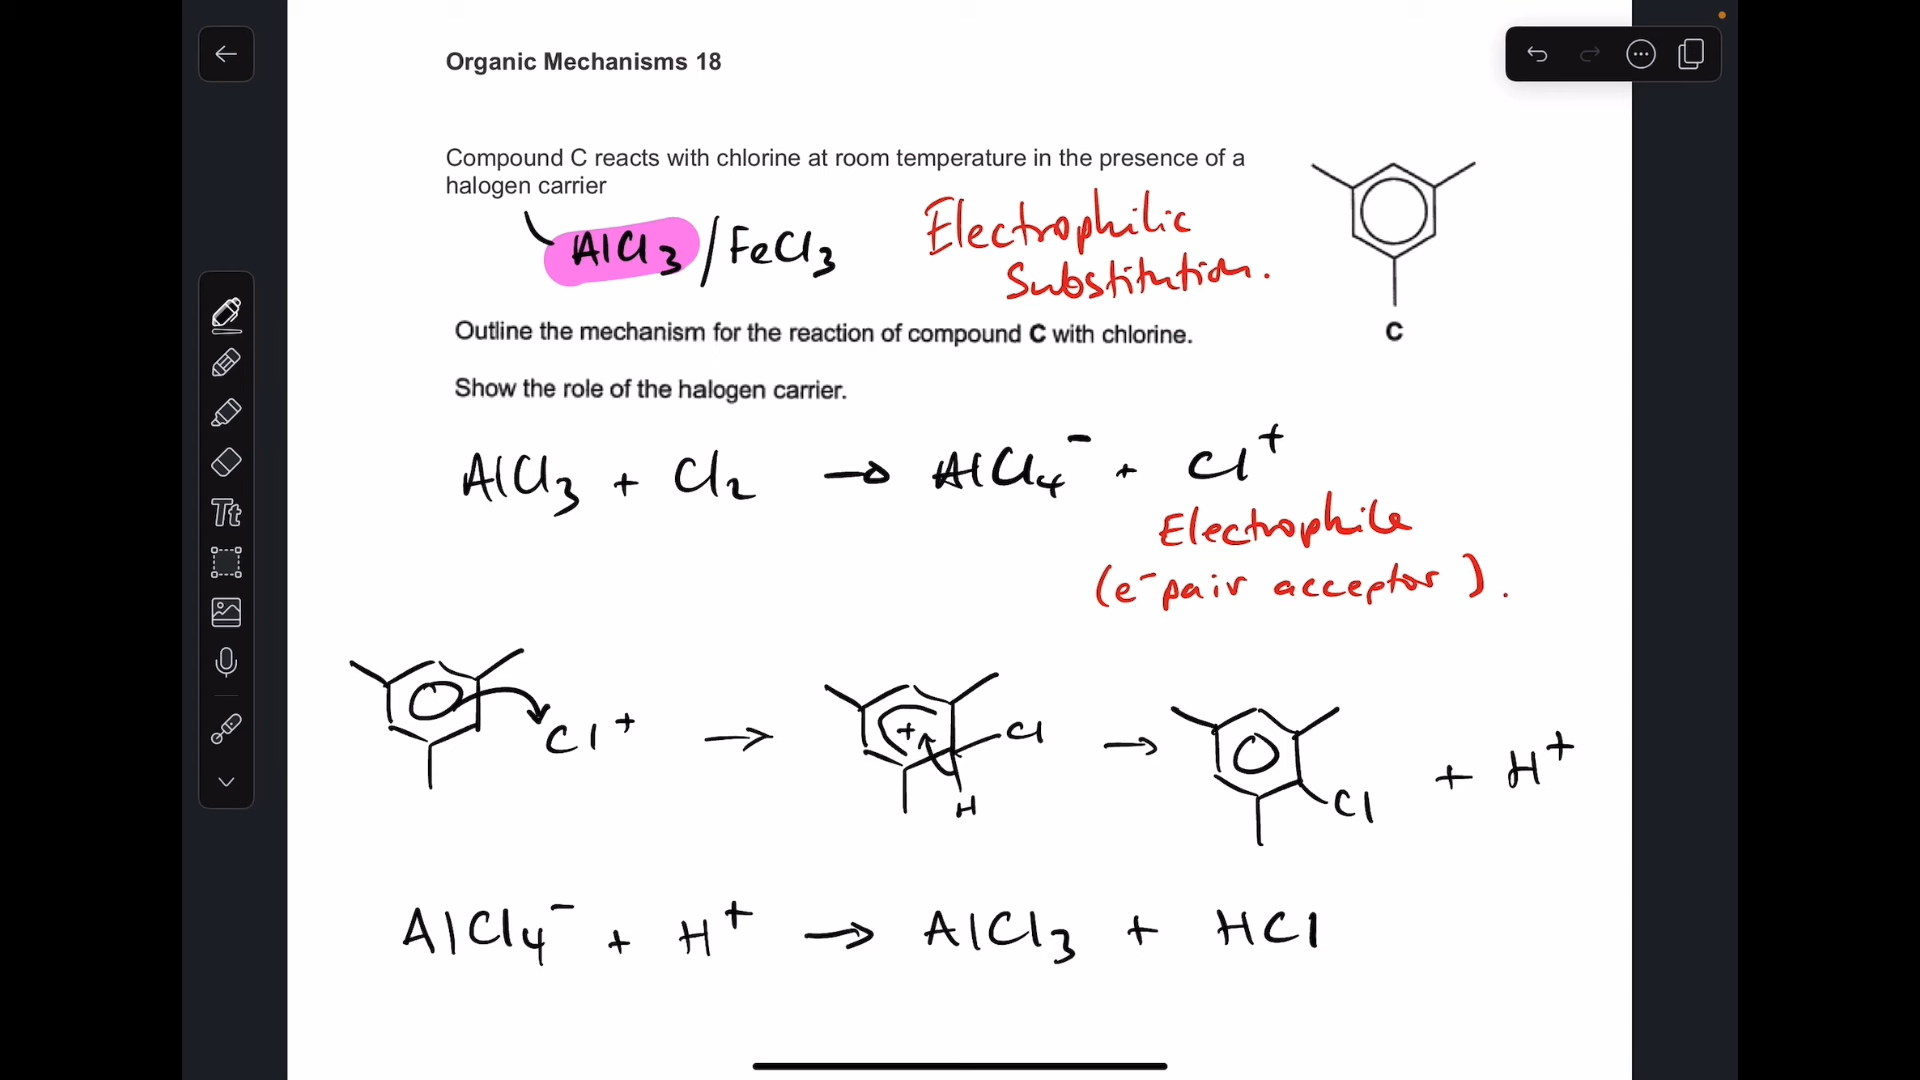 Organic Mechanisms 18
Compound C reacts with chlorine at room temperature in the presence of a
halogen carrier
AlCl₃ / FeCl₃
Electrophilic
Substitution.
C
Outline the mechanism for the reaction of compound C with chlorine.
Show the role of the halogen carrier.
AlCl₃ + Cl₂ → AlCl₄⁻ + Cl⁺
Electrophile
(e⁻ pair acceptor).
Cl⁺ → + Cl H → Cl + H⁺
AlCl₄⁻ + H⁺ → AlCl₃ + HCl
Tt